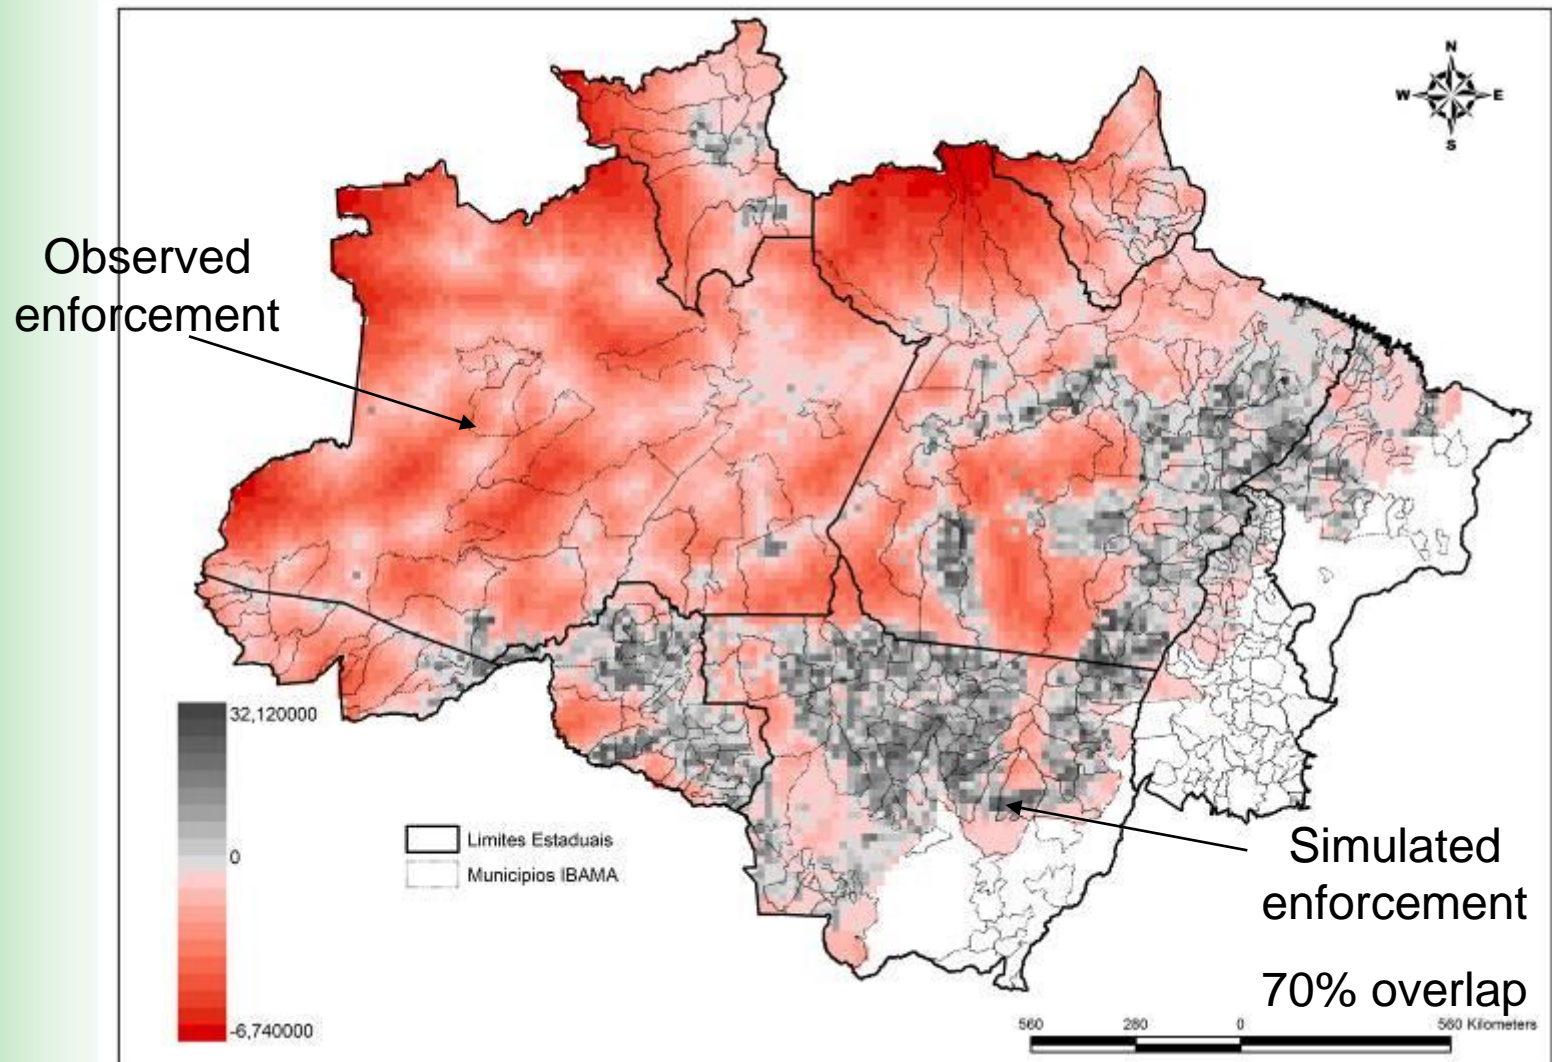 N
W E
S
Observed
enforcement
32,120000
0
-6,740000
Limites Estaduais
Municipios IBAMA
Simulated
enforcement
70% overlap
560 280 0 560 Kilometers